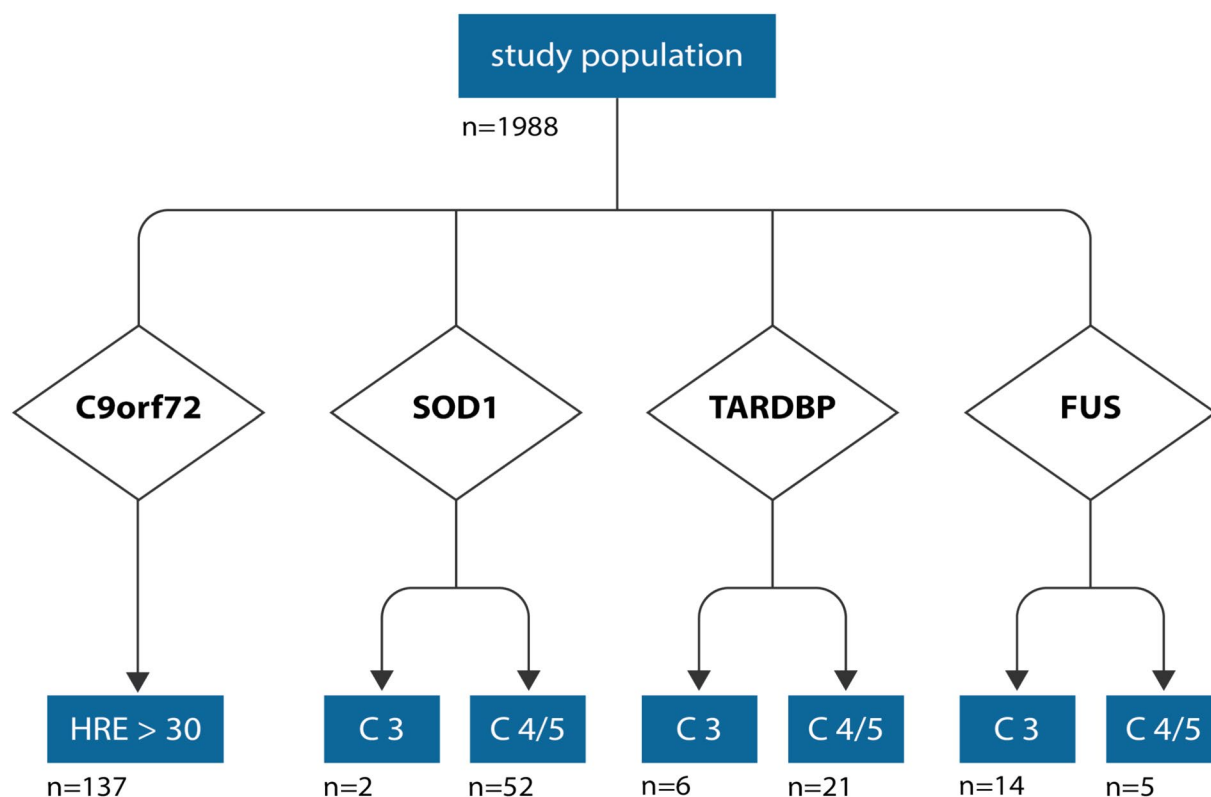 study population
n=1988
C9orf72
SOD1
TARDBP
FUS
HRE > 30
C 3
C 4/5
C 3
C 4/5
C 3
C 4/5
n=137
n=2
n=52
n=6
n=21
n=14
n=5